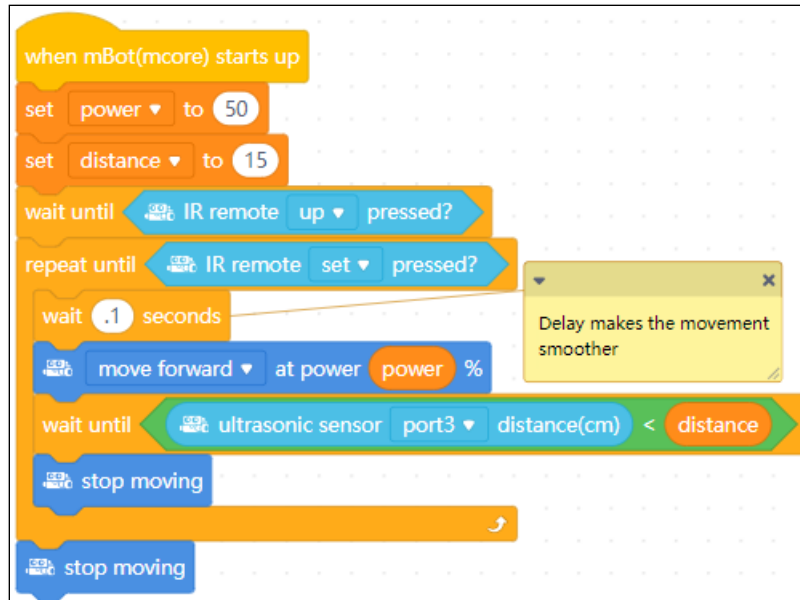 when mBot(mcore) starts up
set power to 50
set distance to 15
wait until IR remote up pressed?
repeat until IR remote set pressed?
wait .1 seconds
Delay makes the movement
smoother
move forward at power power %
wait until ultrasonic sensor port3 distance(cm) < distance
stop moving
stop moving